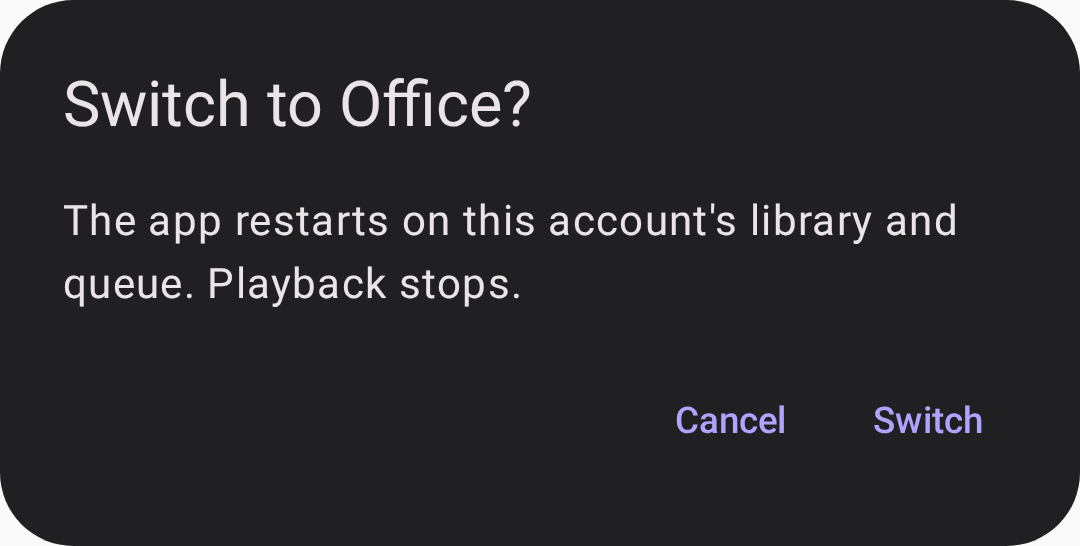 Switch to Office?
The app restarts on this account's library and
queue. Playback stops.
Cancel Switch